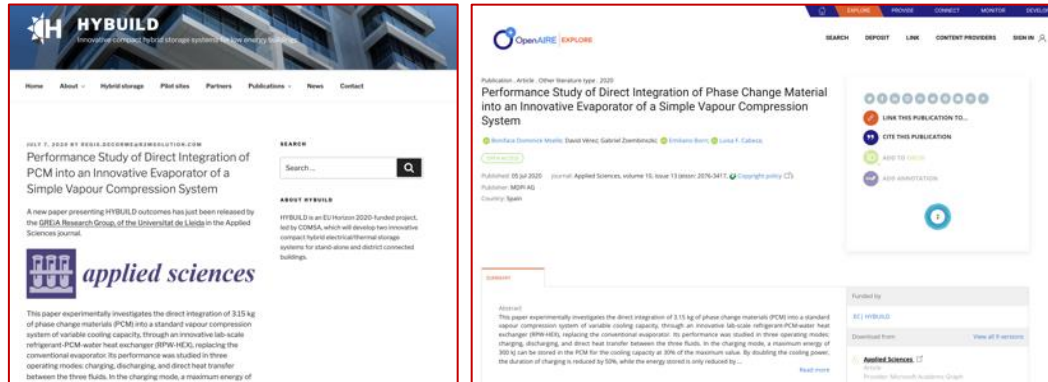 HYBUILD
Innovative compact hybrid storage systems for low energy buildings
Home About Hybrid storage Pilot sites Partners Publications News Contact
JULY 7, 2020 BY REGIS.DECORME@R2MSOLUTION.COM
Performance Study of Direct Integration of
PCM into an Innovative Evaporator of a
Simple Vapour Compression System
A new paper presenting HYBUILD outcomes has just been released by
the GREiA Research Group, of the Universitat de Lleida in the Applied
Sciences journal.
applied sciences
This paper experimentally investigates the direct integration of 3.15 kg
of phase change materials (PCM) into a standard vapour compression
system of variable cooling capacity, through an innovative lab-scale
refrigerant-PCM-water heat exchanger (RPW-HEX), replacing the
conventional evaporator. Its performance was studied in three
operating modes: charging, discharging, and direct heat transfer
between the three fluids. In the charging mode, a maximum energy of
SEARCH
Search ...
ABOUT HYBUILD
HYBUILD is an EU Horizon 2020-funded project,
led by COMSA, which will develop two innovative
compact hybrid electrical/thermal storage
systems for stand-alone and district connected
buildings.
EXPLORE PROVIDE CONNECT MONITOR DEVELOP
OpenAIRE EXPLORE
SEARCH DEPOSIT LINK CONTENT PROVIDERS SIGN IN
Publication . Article . Other literature type . 2020
Performance Study of Direct Integration of Phase Change Material
into an Innovative Evaporator of a Simple Vapour Compression
System
Boniface Dominick Mselle; David Vérez; Gabriel Zsembinszki; Emiliano Borri; Luisa F. Cabeza;
OPEN ACCESS
Published: 05 Jul 2020 Journal: Applied Sciences, volume 10, issue 13 (eissn: 2076-3417, Copyright policy)
Publisher: MDPI AG
Country: Spain
LINK THIS PUBLICATION TO...
CITE THIS PUBLICATION
ADD TO ORCID
ADD ANNOTATION
SUMMARY
Abstract
This paper experimentally investigates the direct integration of 3.15 kg of phase change materials (PCM) into a standard
vapour compression system of variable cooling capacity, through an innovative lab-scale refrigerant-PCM-water heat
exchanger (RPW-HEX), replacing the conventional evaporator. Its performance was studied in three operating modes:
charging, discharging, and direct heat transfer between the three fluids. In the charging mode, a maximum energy of
300 kJ can be stored in the PCM for the cooling capacity at 30% of the maximum value. By doubling the cooling power,
the duration of charging is reduced by 50%, while the energy stored is only reduced by ...
Read more
Funded by
EC| HYBUILD
Download from View all 9 versions
Applied Sciences
Article
Provider: Microsoft Academic Graph